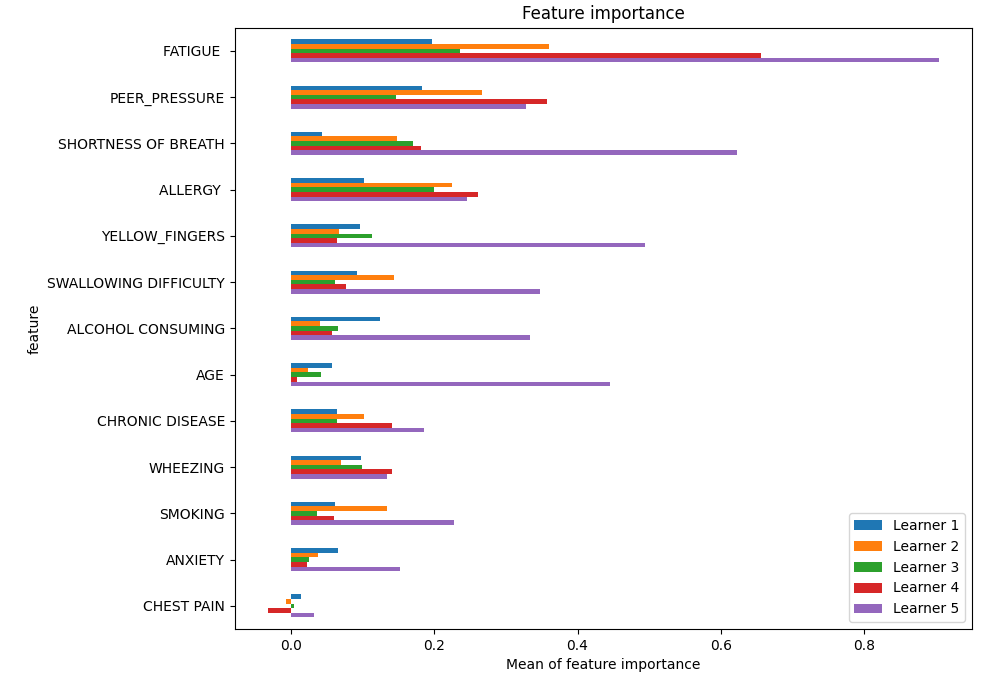 Feature importance
FATIGUE
PEER_PRESSURE
SHORTNESS OF BREATH
ALLERGY
YELLOW_FINGERS
SWALLOWING DIFFICULTY
ALCOHOL CONSUMING
AGE
CHRONIC DISEASE
WHEEZING
SMOKING
ANXIETY
CHEST PAIN
feature
Learner 1
Learner 2
Learner 3
Learner 4
Learner 5
0.0 0.2 0.4 0.6 0.8
Mean of feature importance